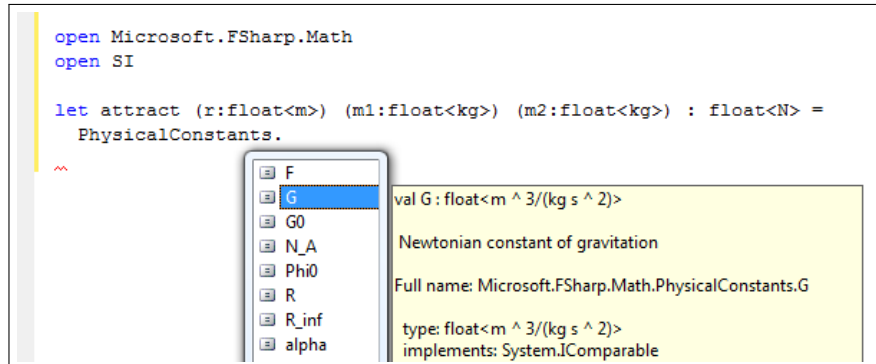 open Microsoft.FSharp.Math
open SI
let attract (r:float<m>) (m1:float<kg>) (m2:float<kg>) : float<N> =
PhysicalConstants.
F
G
G0
N_A
Phi0
R
R_inf
alpha
val G : float<m ^ 3/(kg s ^ 2)>
Newtonian constant of gravitation
Full name: Microsoft.FSharp.Math.PhysicalConstants.G
type: float<m ^ 3/(kg s ^ 2)>
implements: System.IComparable